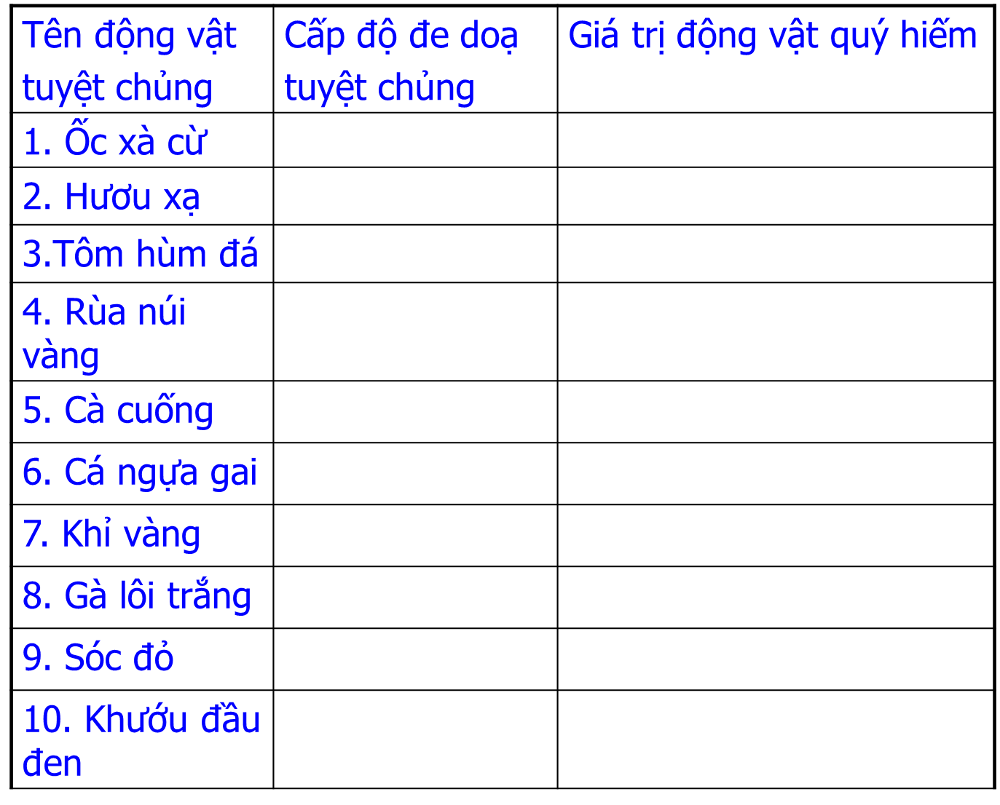 Tên động vật
tuyệt chủng
Cấp độ đe doạ
tuyệt chủng
Giá trị động vật quý hiếm
1. Ốc xà cừ
2. Hươu xạ
3.Tôm hùm đá
4. Rùa núi
vàng
5. Cà cuống
6. Cá ngựa gai
7. Khỉ vàng
8. Gà lôi trắng
9. Sóc đỏ
10. Khướu đầu
đen